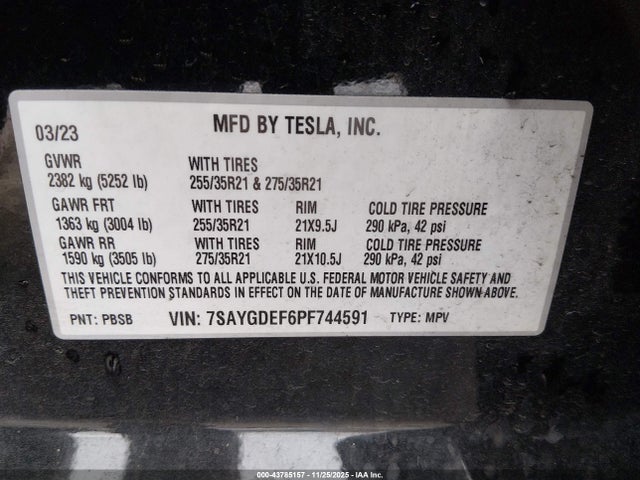 03/23 MFD BY TESLA, INC.
GVWR WITH TIRES
2382 kg (5252 lb) 255/35R21 & 275/35R21
GAWR FRT WITH TIRES RIM COLD TIRE PRESSURE
1363 kg (3004 lb) 255/35R21 21X9.5J 290 kPa, 42 psi
GAWR RR WITH TIRES RIM COLD TIRE PRESSURE
1590 kg (3505 lb) 275/35R21 21X10.5J 290 kPa, 42 psi
THIS VEHICLE CONFORMS TO ALL APPLICABLE U.S. FEDERAL MOTOR VEHICLE SAFETY AND
THEFT PREVENTION STANDARDS IN EFFECT ON THE DATE OF MANUFACTURE SHOWN ABOVE.
PNT: PBSB VIN: 7SAYGDEF6PF744591 TYPE: MPV
000-43785157 - 11/25/2025 - IAA Inc.